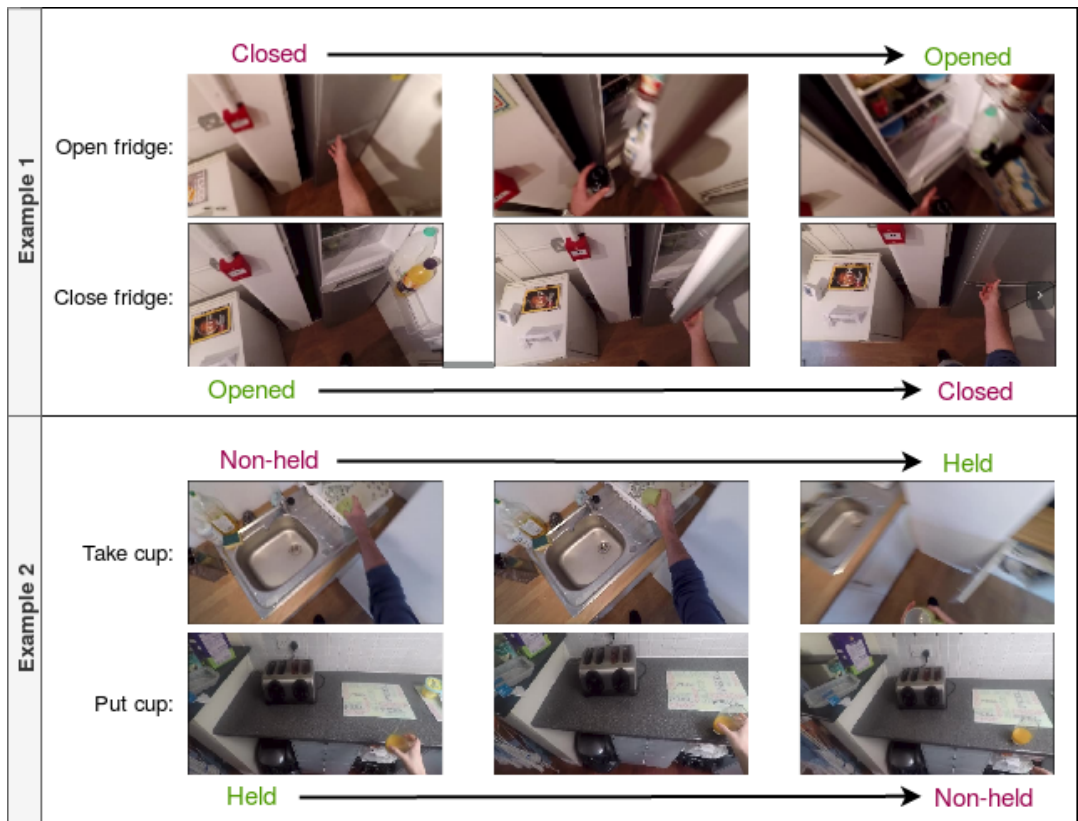 Example 1
Closed
Opened
Open fridge:
Close fridge:
Opened
Closed
Example 2
Non-held
Held
Take cup:
Put cup:
Held
Non-held